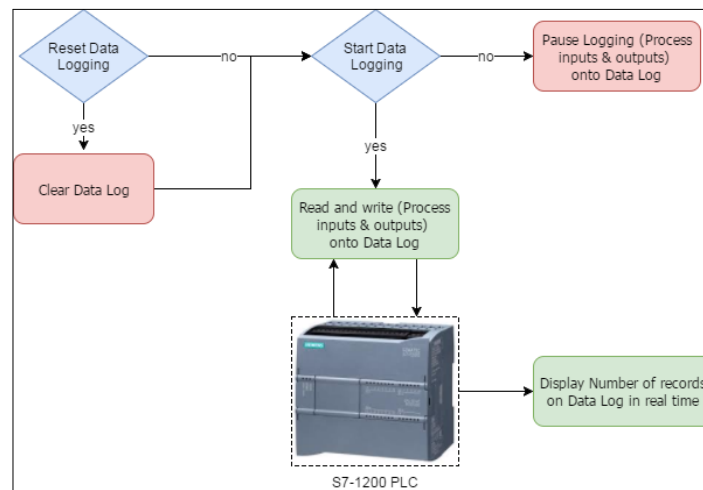 Reset Data
Logging
no
Start Data
Logging
no
Pause Logging (Process
inputs & outputs)
onto Data Log
yes
Clear Data Log
yes
Read and write (Process
inputs & outputs)
onto Data Log
SIEMENS
Display Number of records
on Data Log in real time
S7-1200 PLC